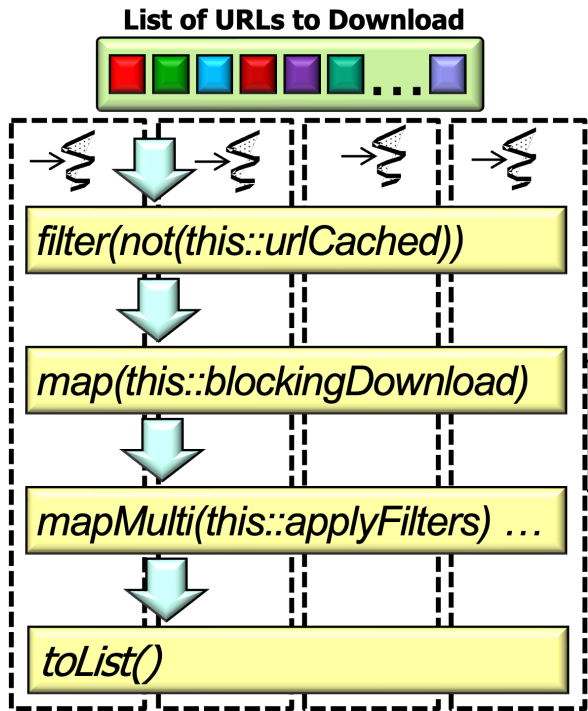 List of URLs to Download
...
filter(not(this::urlCached))
map(this::blockingDownload)
mapMulti(this::applyFilters) …
toList()